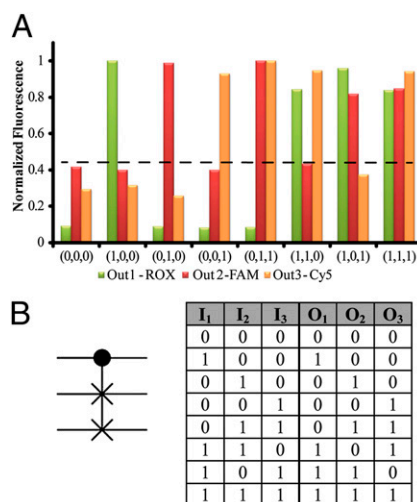 A
Normalized Fluorescence
1
0.8
0.6
0.4
0.2
0
(0,0,0) (1,0,0) (0,1,0) (0,0,1) (0,1,1) (1,1,0) (1,0,1) (1,1,1)
Out1-ROX Out2-FAM Out3-Cy5
B
I1 I2 I3 O1 O2 O3
0 0 0 0 0 0
1 0 0 1 0 0
0 1 0 0 1 0
0 0 1 0 0 1
0 1 1 0 1 1
1 1 0 1 0 1
1 0 1 1 1 0
1 1 1 1 1 1